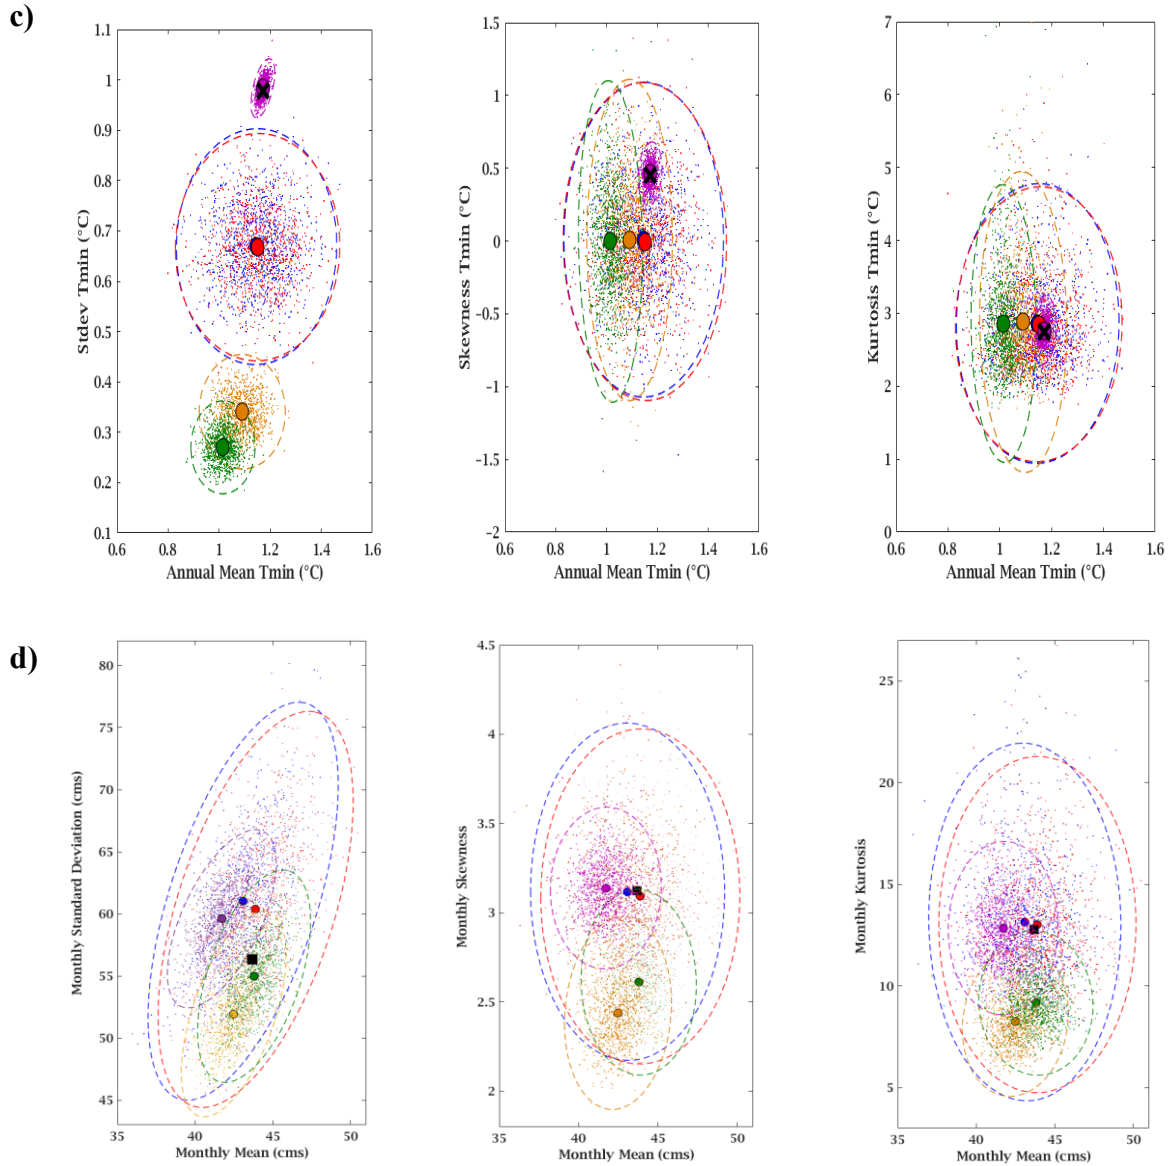 c)
1.1
1
0.9
0.8
0.7
0.6
0.5
0.4
0.3
0.2
0.1
Stdev Tmin (°C)
0.6 0.8 1 1.2 1.4 1.6
Annual Mean Tmin (°C)
1.5
1
0.5
0
−0.5
−1
−1.5
−2
Skewness Tmin (°C)
0.6 0.8 1 1.2 1.4 1.6
Annual Mean Tmin (°C)
7
6
5
4
3
2
1
0
Kurtosis Tmin (°C)
0.6 0.8 1 1.2 1.4 1.6
Annual Mean Tmin (°C)
d)
80
75
70
65
60
55
50
45
Monthly Standard Deviation (cms)
35 40 45 50
Monthly Mean (cms)
4.5
4
3.5
3
2.5
2
Monthly Skewness
35 40 45 50
Monthly Mean (cms)
25
20
15
10
5
Monthly Kurtosis
35 40 45 50
Monthly Mean (cms)